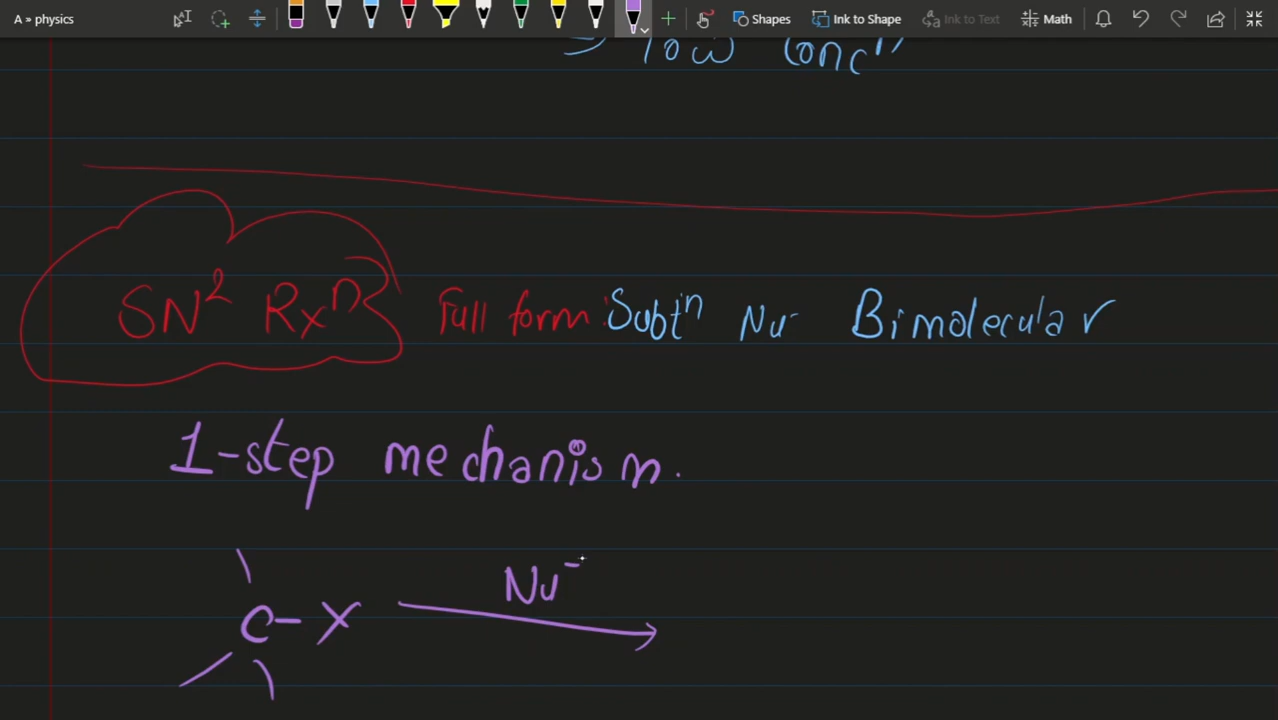 A » physics
Shapes Ink to Shape Ink to Text Math
→ low concⁿ
SN² Rxⁿ Full form: Subtⁿ Nu⁻ Bimolecular
1-step mechanism.
Nu⁻
C-X